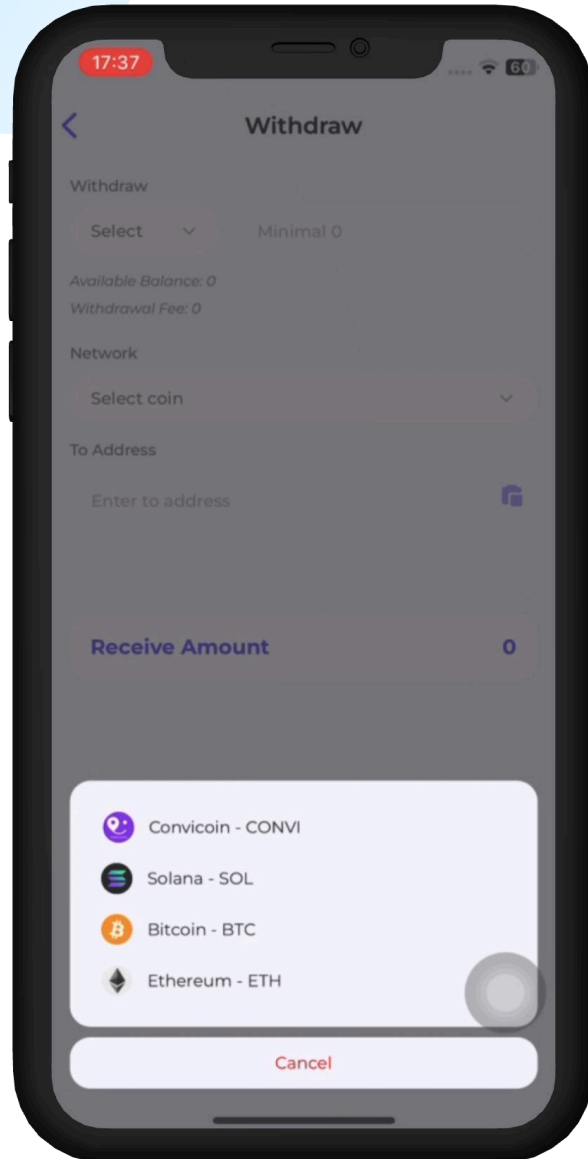 17:37
60
Withdraw
Withdraw
Select
Minimal 0
Available Balance: 0
Withdrawal Fee: 0
Network
Select coin
To Address
Enter to address
Receive Amount 0
Convicoin - CONVI
Solana - SOL
Bitcoin - BTC
Ethereum - ETH
Cancel